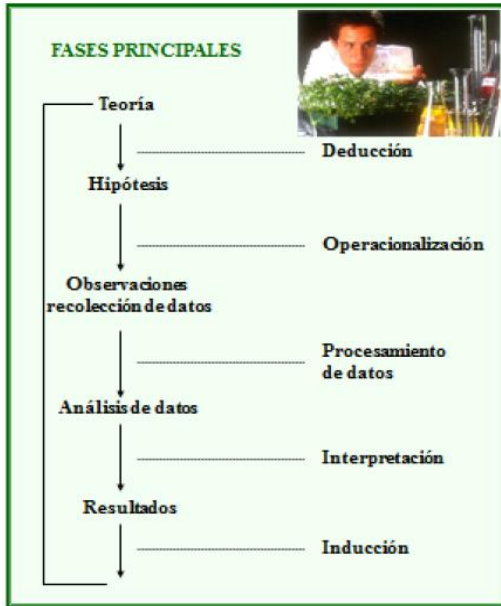 FASES PRINCIPALES
Teoría
Deducción
Hipótesis
Operacionalización
Observaciones
recolección de datos
Procesamiento
de datos
Análisis de datos
Interpretación
Resultados
Inducción